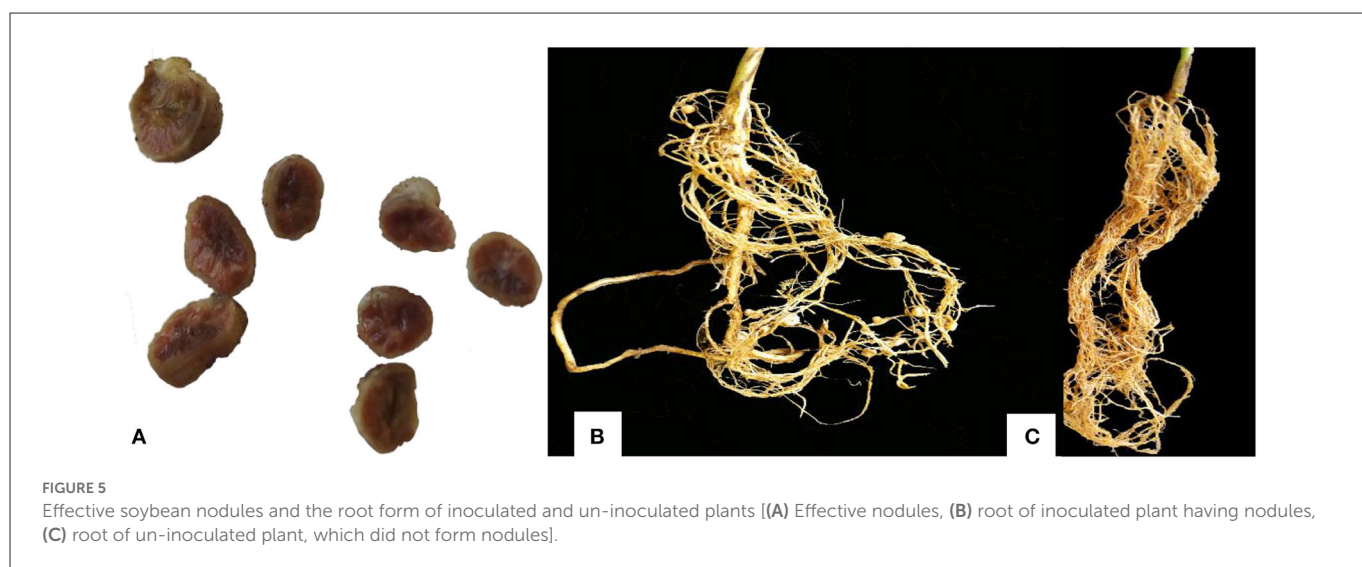 A
B
C
FIGURE 5
Effective soybean nodules and the root form of inoculated and un-inoculated plants [(A) Effective nodules, (B) root of inoculated plant having nodules,
(C) root of un-inoculated plant, which did not form nodules].